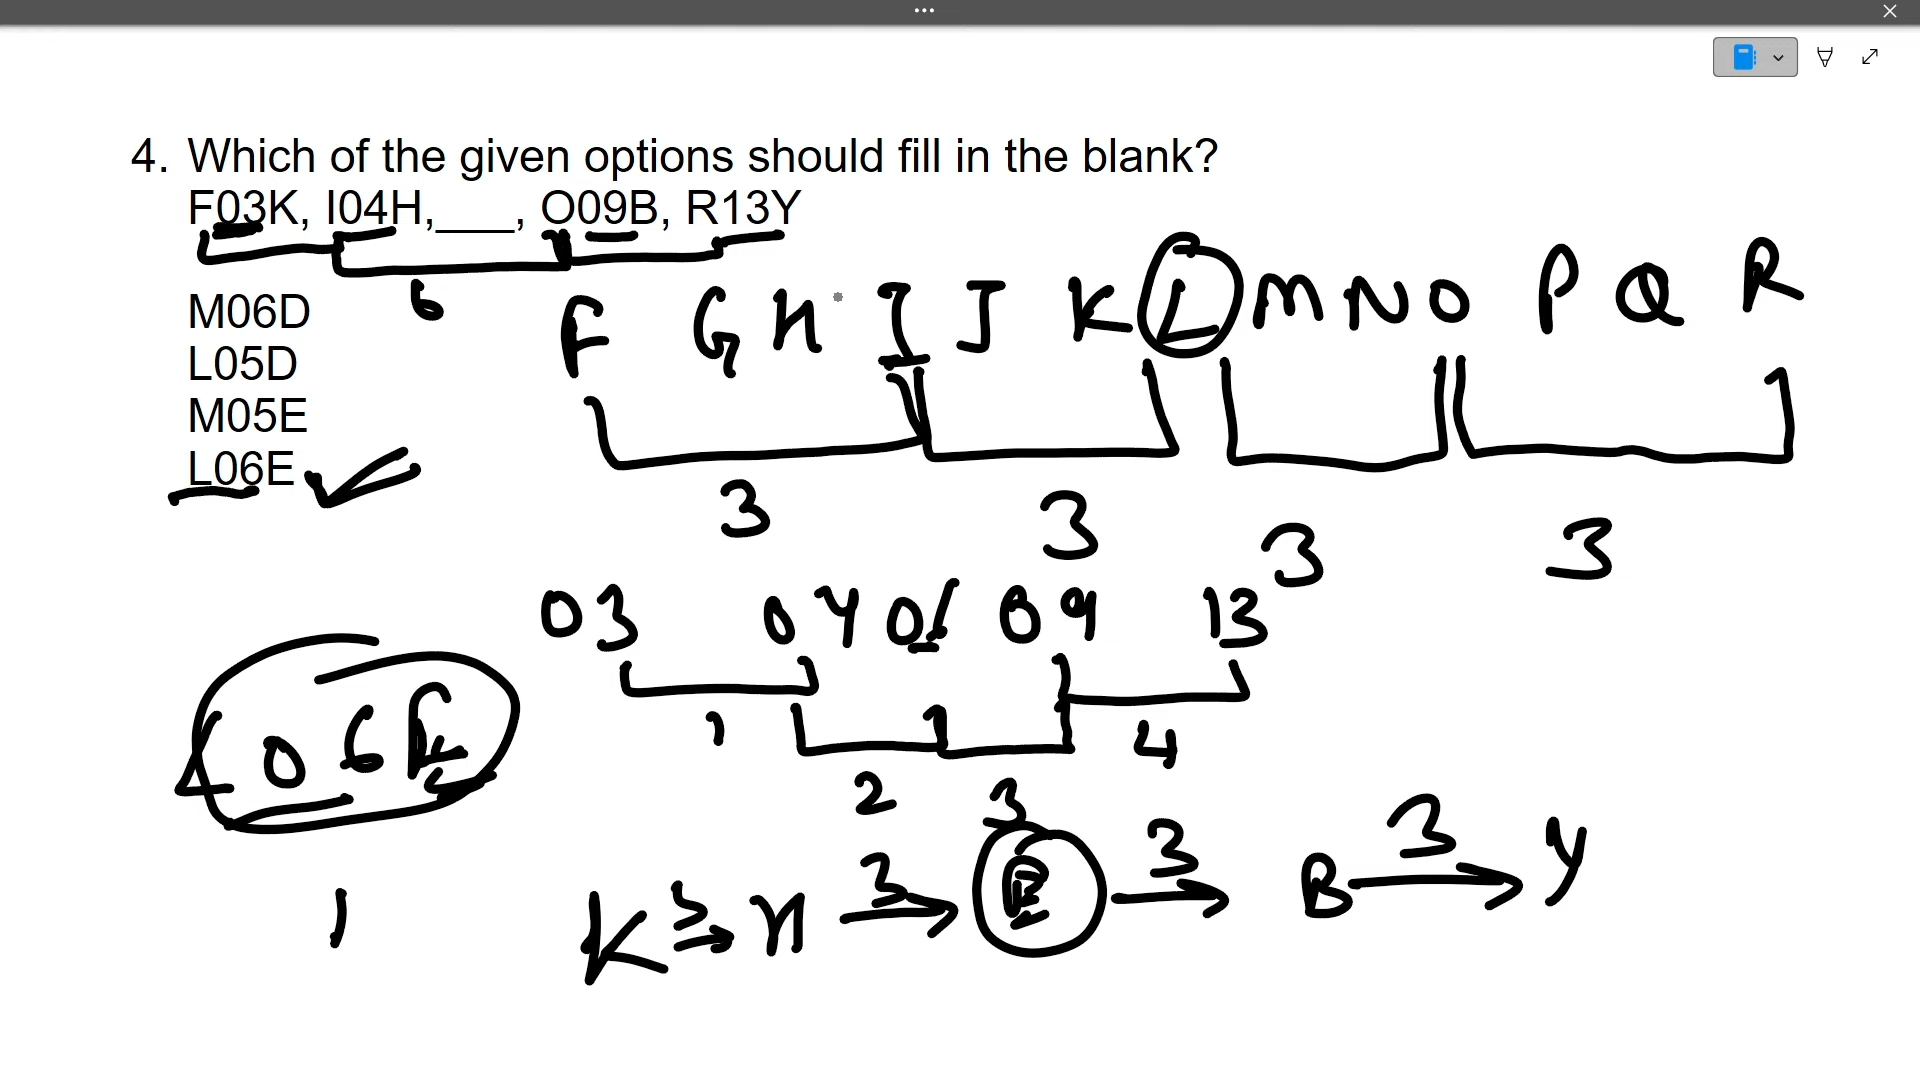 4. Which of the given options should fill in the blank?
F03K, I04H,___, O09B, R13Y
6
F G H I J K L M N O P Q R
M06D
L05D
M05E
L06E
3 3 3 3
03 04 06 09 13
1 2 3 4
L06E
K 3 H 3 E 3 B 3 Y
1